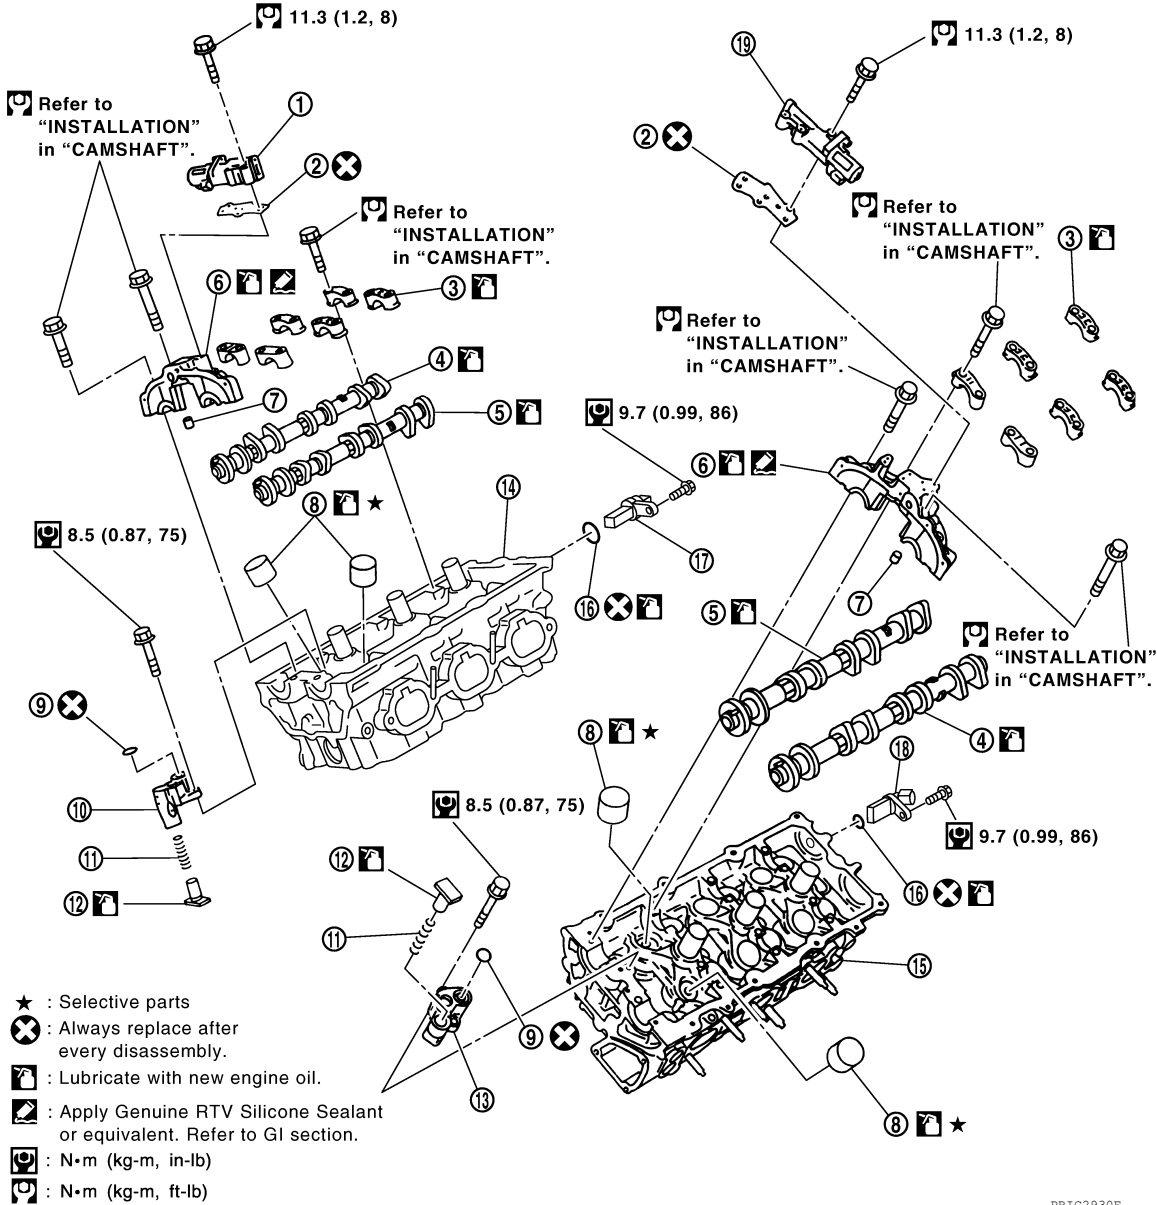 11.3 (1.2, 8)
11.3 (1.2, 8)
19
Refer to
“INSTALLATION”
in “CAMSHAFT”.
1
2
2
Refer to
“INSTALLATION”
in “CAMSHAFT”.
Refer to
“INSTALLATION”
in “CAMSHAFT”.
3
6
3
Refer to
“INSTALLATION”
in “CAMSHAFT”.
4
7
5
9.7 (0.99, 86)
6
14
8 ★
8.5 (0.87, 75)
17
16
7
5
Refer to
“INSTALLATION”
in “CAMSHAFT”.
9
8 ★
4
18
10
8.5 (0.87, 75)
9.7 (0.99, 86)
11
12
12
16
11
15
★ : Selective parts
: Always replace after
every disassembly.
9
: Lubricate with new engine oil.
13
: Apply Genuine RTV Silicone Sealant
or equivalent. Refer to GI section.
8 ★
: N•m (kg-m, in-lb)
: N•m (kg-m, ft-lb)